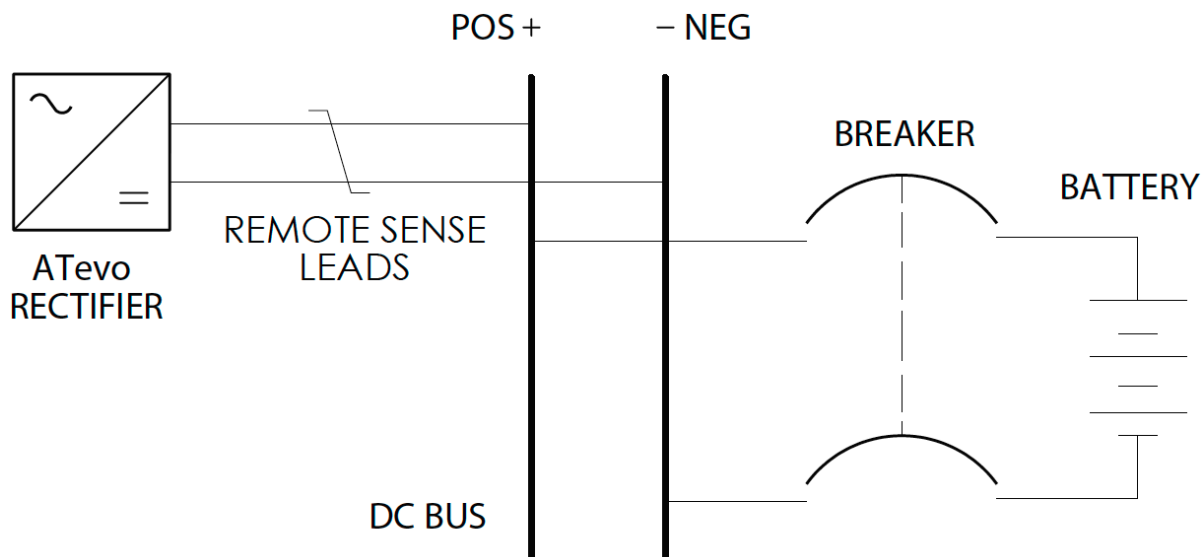 POS +
− NEG
BREAKER
BATTERY
REMOTE SENSE
LEADS
ATevo
RECTIFIER
DC BUS